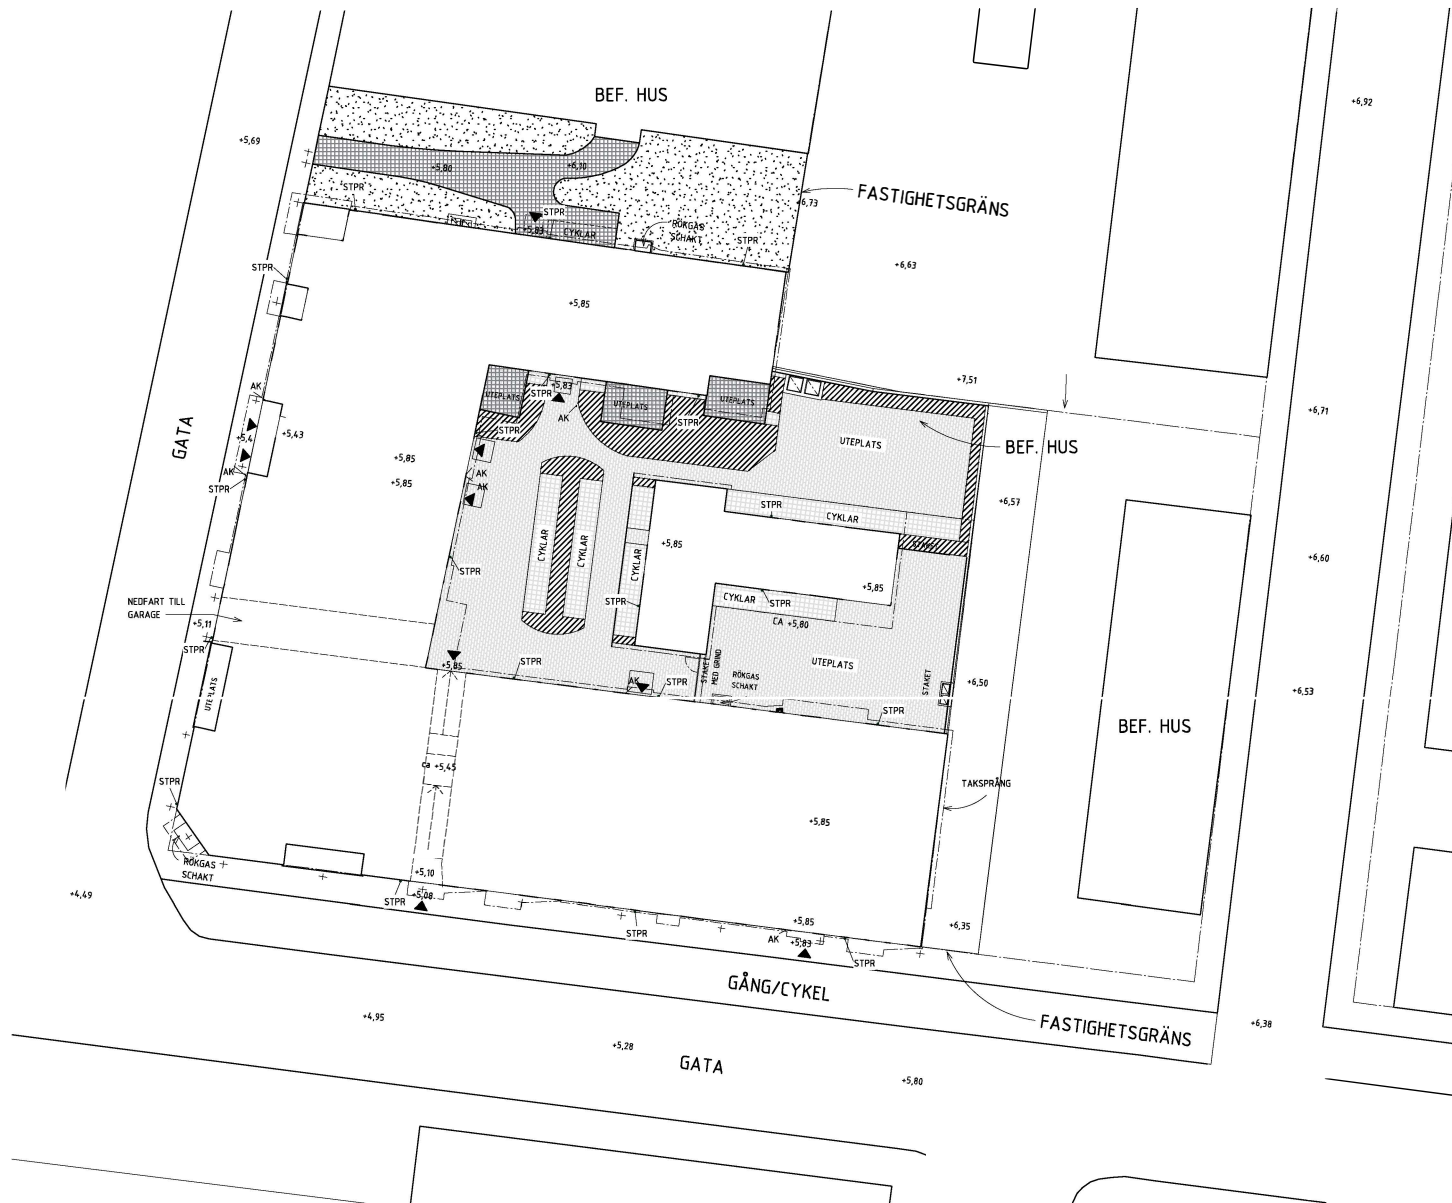 BEF. HUS
+6,92
+5,69
+5,80
+6,10
STPR
FASTIGHETSGRÄNS
+6,73
STPR
+5,83
CYKLAR
RÖKGAS
SCHAKT
STPR
+6,63
STPR
+5,85
+7,51
AK
+5,83
STPR
UTEPLATS
UTEPLATS
UTEPLATS
+6,71
GATA
+5,4
+5,43
STPR
AK
STPR
UTEPLATS
BEF. HUS
+5,85
AK
STPR
+5,85
AK
AK
STPR
CYKLAR
+6,57
CYKLAR
CYKLAR
CYKLAR
+5,85
STAKET
+6,60
STPR
+5,85
NEDFART TILL
GARAGE
STPR
CYKLAR
STPR
+5,11
CA +5,80
STPR
+5,85
STPR
UTEPLATS
STAKET
MED GRIND
RÖKGAS
SCHAKT
STAKET
AK
STPR
+6,50
+6,53
UTEPLATS
STPR
BEF. HUS
ca +5,45
STPR
TAKSPRÅNG
+5,85
RÖKGAS
SCHAKT
+5,10
+4,49
STPR
+5,08
+5,85
+6,35
STPR
AK
+5,83
STPR
GÅNG/CYKEL
+4,95
FASTIGHETSGRÄNS
+6,38
+5,28
GATA
+5,80